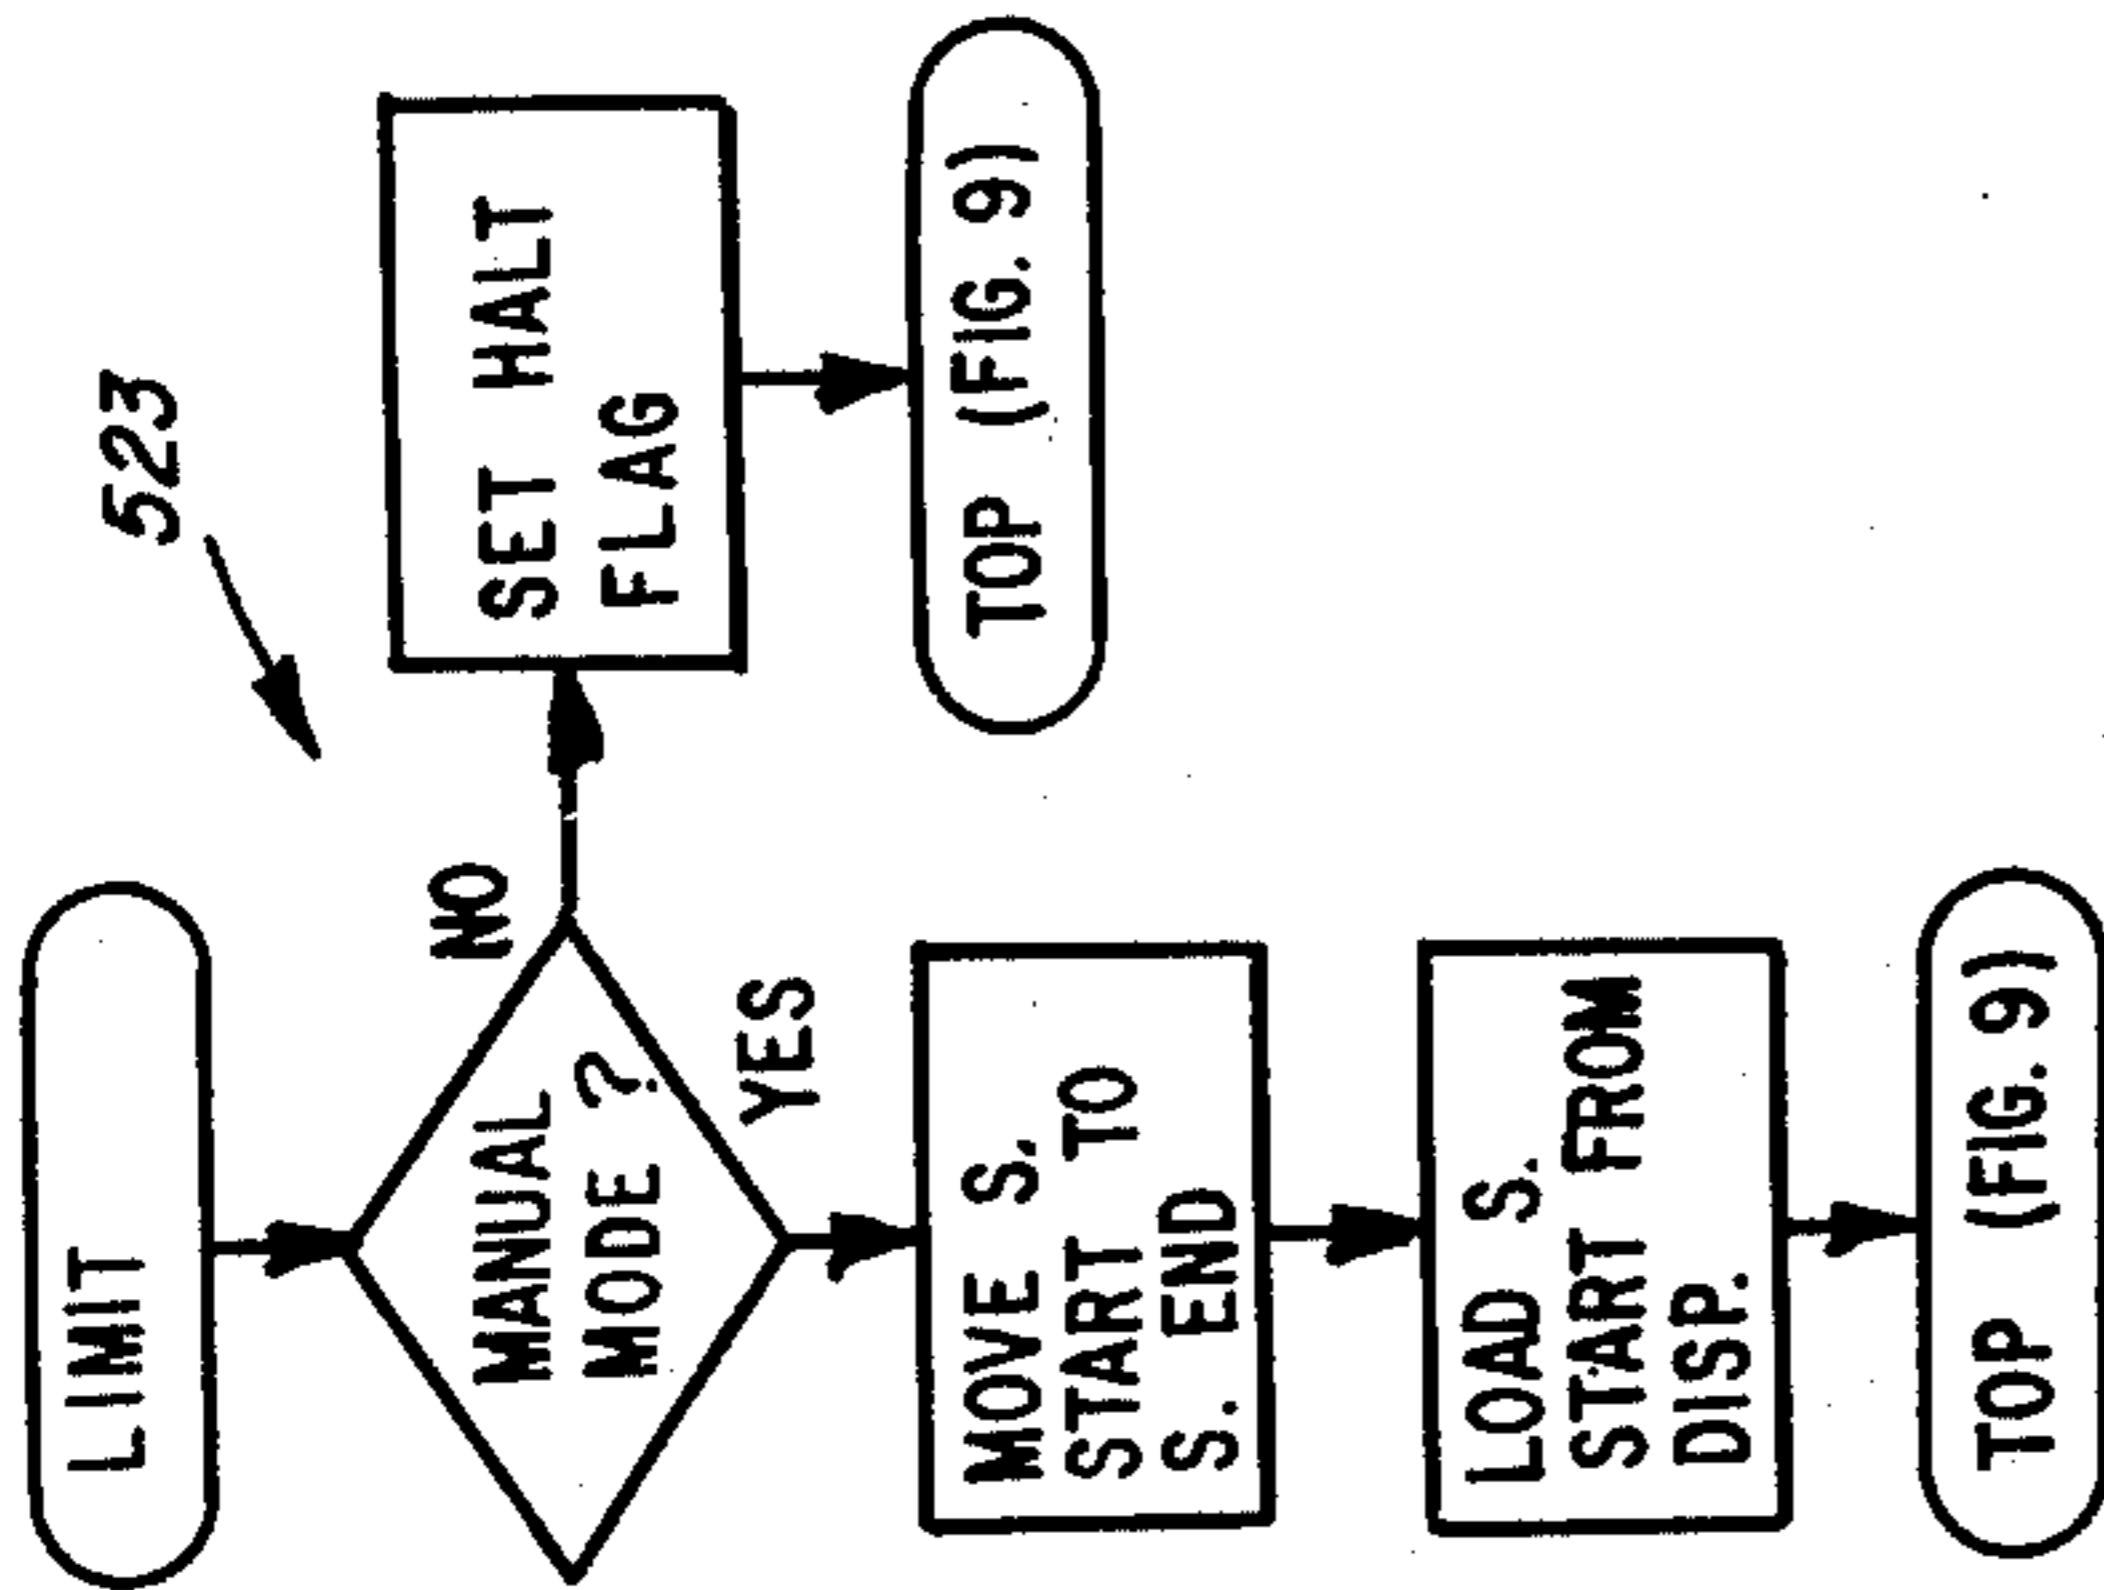 523
LIMIT
MANUAL
MODE ?
NO
YES
SET HALT
FLAG
TOP (FIG. 9)
MOVE S.
START TO
S. END
LOAD S.
START FROM
DISP.
TOP (FIG. 9)